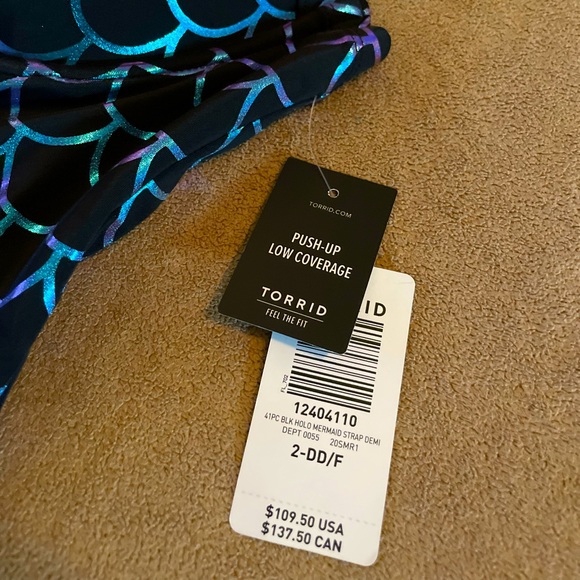 TORRID.COM
PUSH-UP
LOW COVERAGE
TORRID
FEEL THE FIT
RID
FL_702
12404110
41PC BLK HOLO MERMAID STRAP DEMI
DEPT 0055 20SMR1
2-DD/F
$109.50 USA
$137.50 CAN